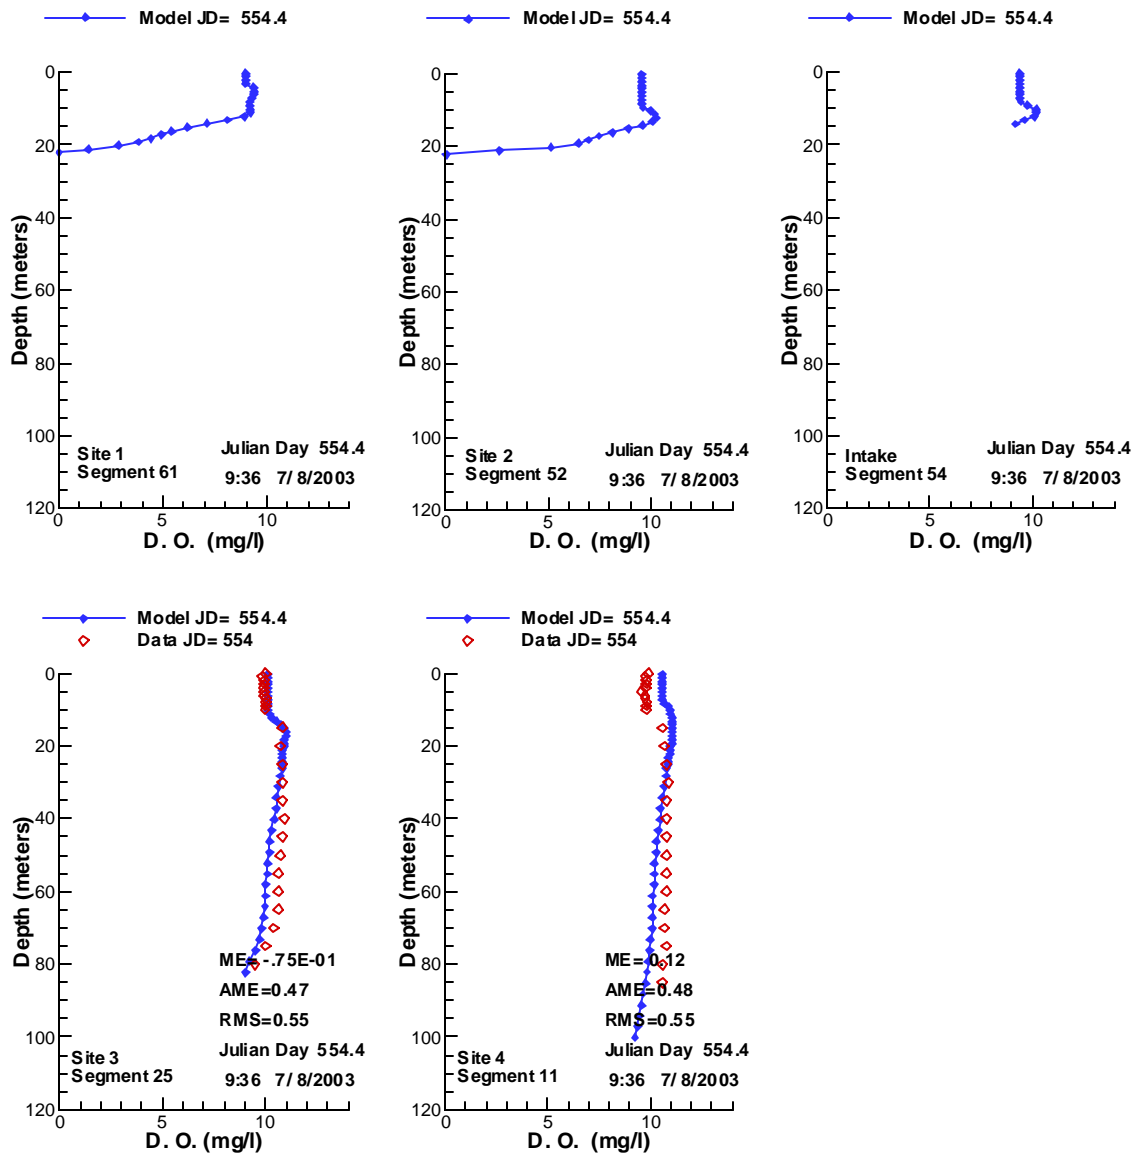 Model JD= 554.4
0
20
40
60
80
100
120
Depth (meters)
Site 1
Segment 61
Julian Day 554.4
9:36 7/ 8/2003
0
5
10
D. O. (mg/l)
Model JD= 554.4
0
20
40
60
80
100
120
Depth (meters)
Site 2
Segment 52
Julian Day 554.4
9:36 7/ 8/2003
0
5
10
D. O. (mg/l)
Model JD= 554.4
0
20
40
60
80
100
120
Depth (meters)
Intake
Segment 54
Julian Day 554.4
9:36 7/ 8/2003
0
5
10
D. O. (mg/l)
Model JD= 554.4
Data JD= 554
0
20
40
60
80
100
120
Depth (meters)
ME= -.75E-01
AME=0.47
RMS=0.55
Site 3
Segment 25
Julian Day 554.4
9:36 7/ 8/2003
0
5
10
D. O. (mg/l)
Model JD= 554.4
Data JD= 554
0
20
40
60
80
100
120
Depth (meters)
ME= 0.12
AME=0.48
RMS=0.55
Site 4
Segment 11
Julian Day 554.4
9:36 7/ 8/2003
0
5
10
D. O. (mg/l)